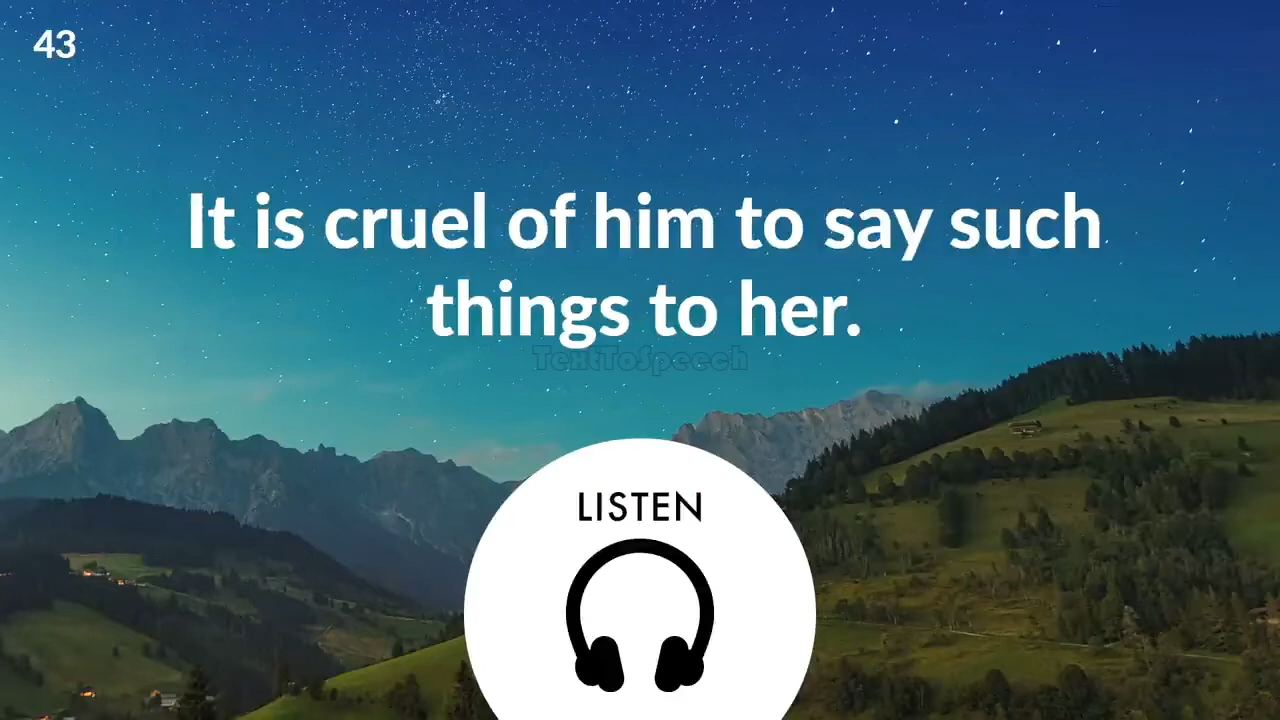 43
It is cruel of him to say such
things to her.
TextToSpeech
LISTEN